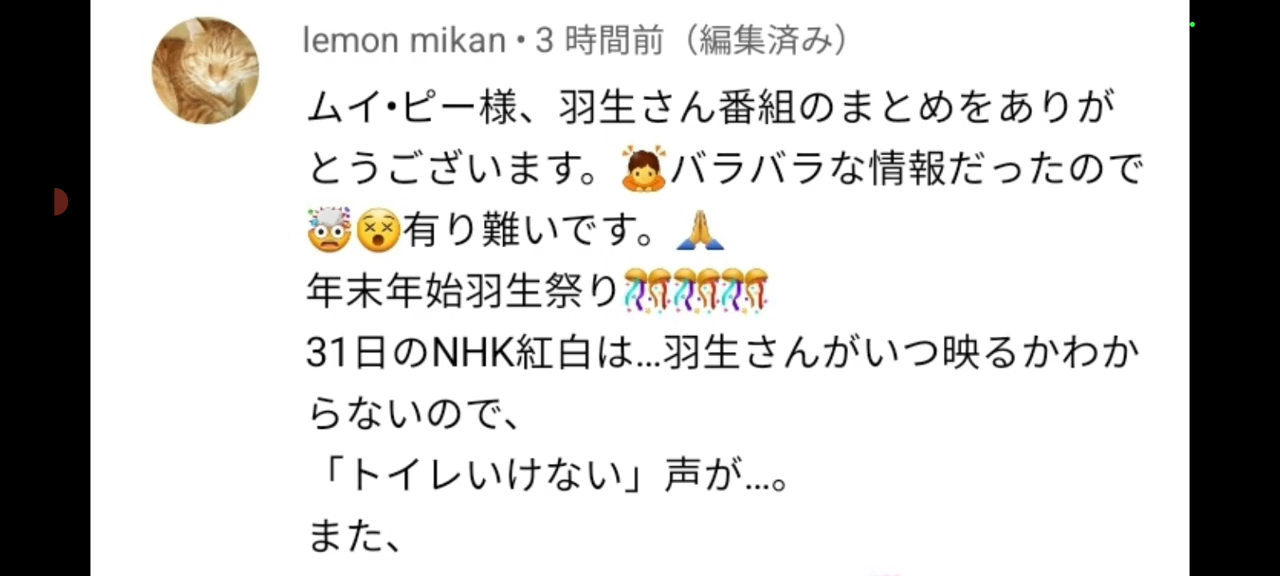 lemon mikan • 3 時間前（編集済み）
ムイ•ピー様、羽生さん番組のまとめをありが
とうございます。🙇バラバラな情報だったので
🤯😵有り難いです。🙏
年末年始羽生祭り🎊🎊🎊
31日のNHK紅白は...羽生さんがいつ映るかわか
らないので、
「トイレいけない」声が...。
また、